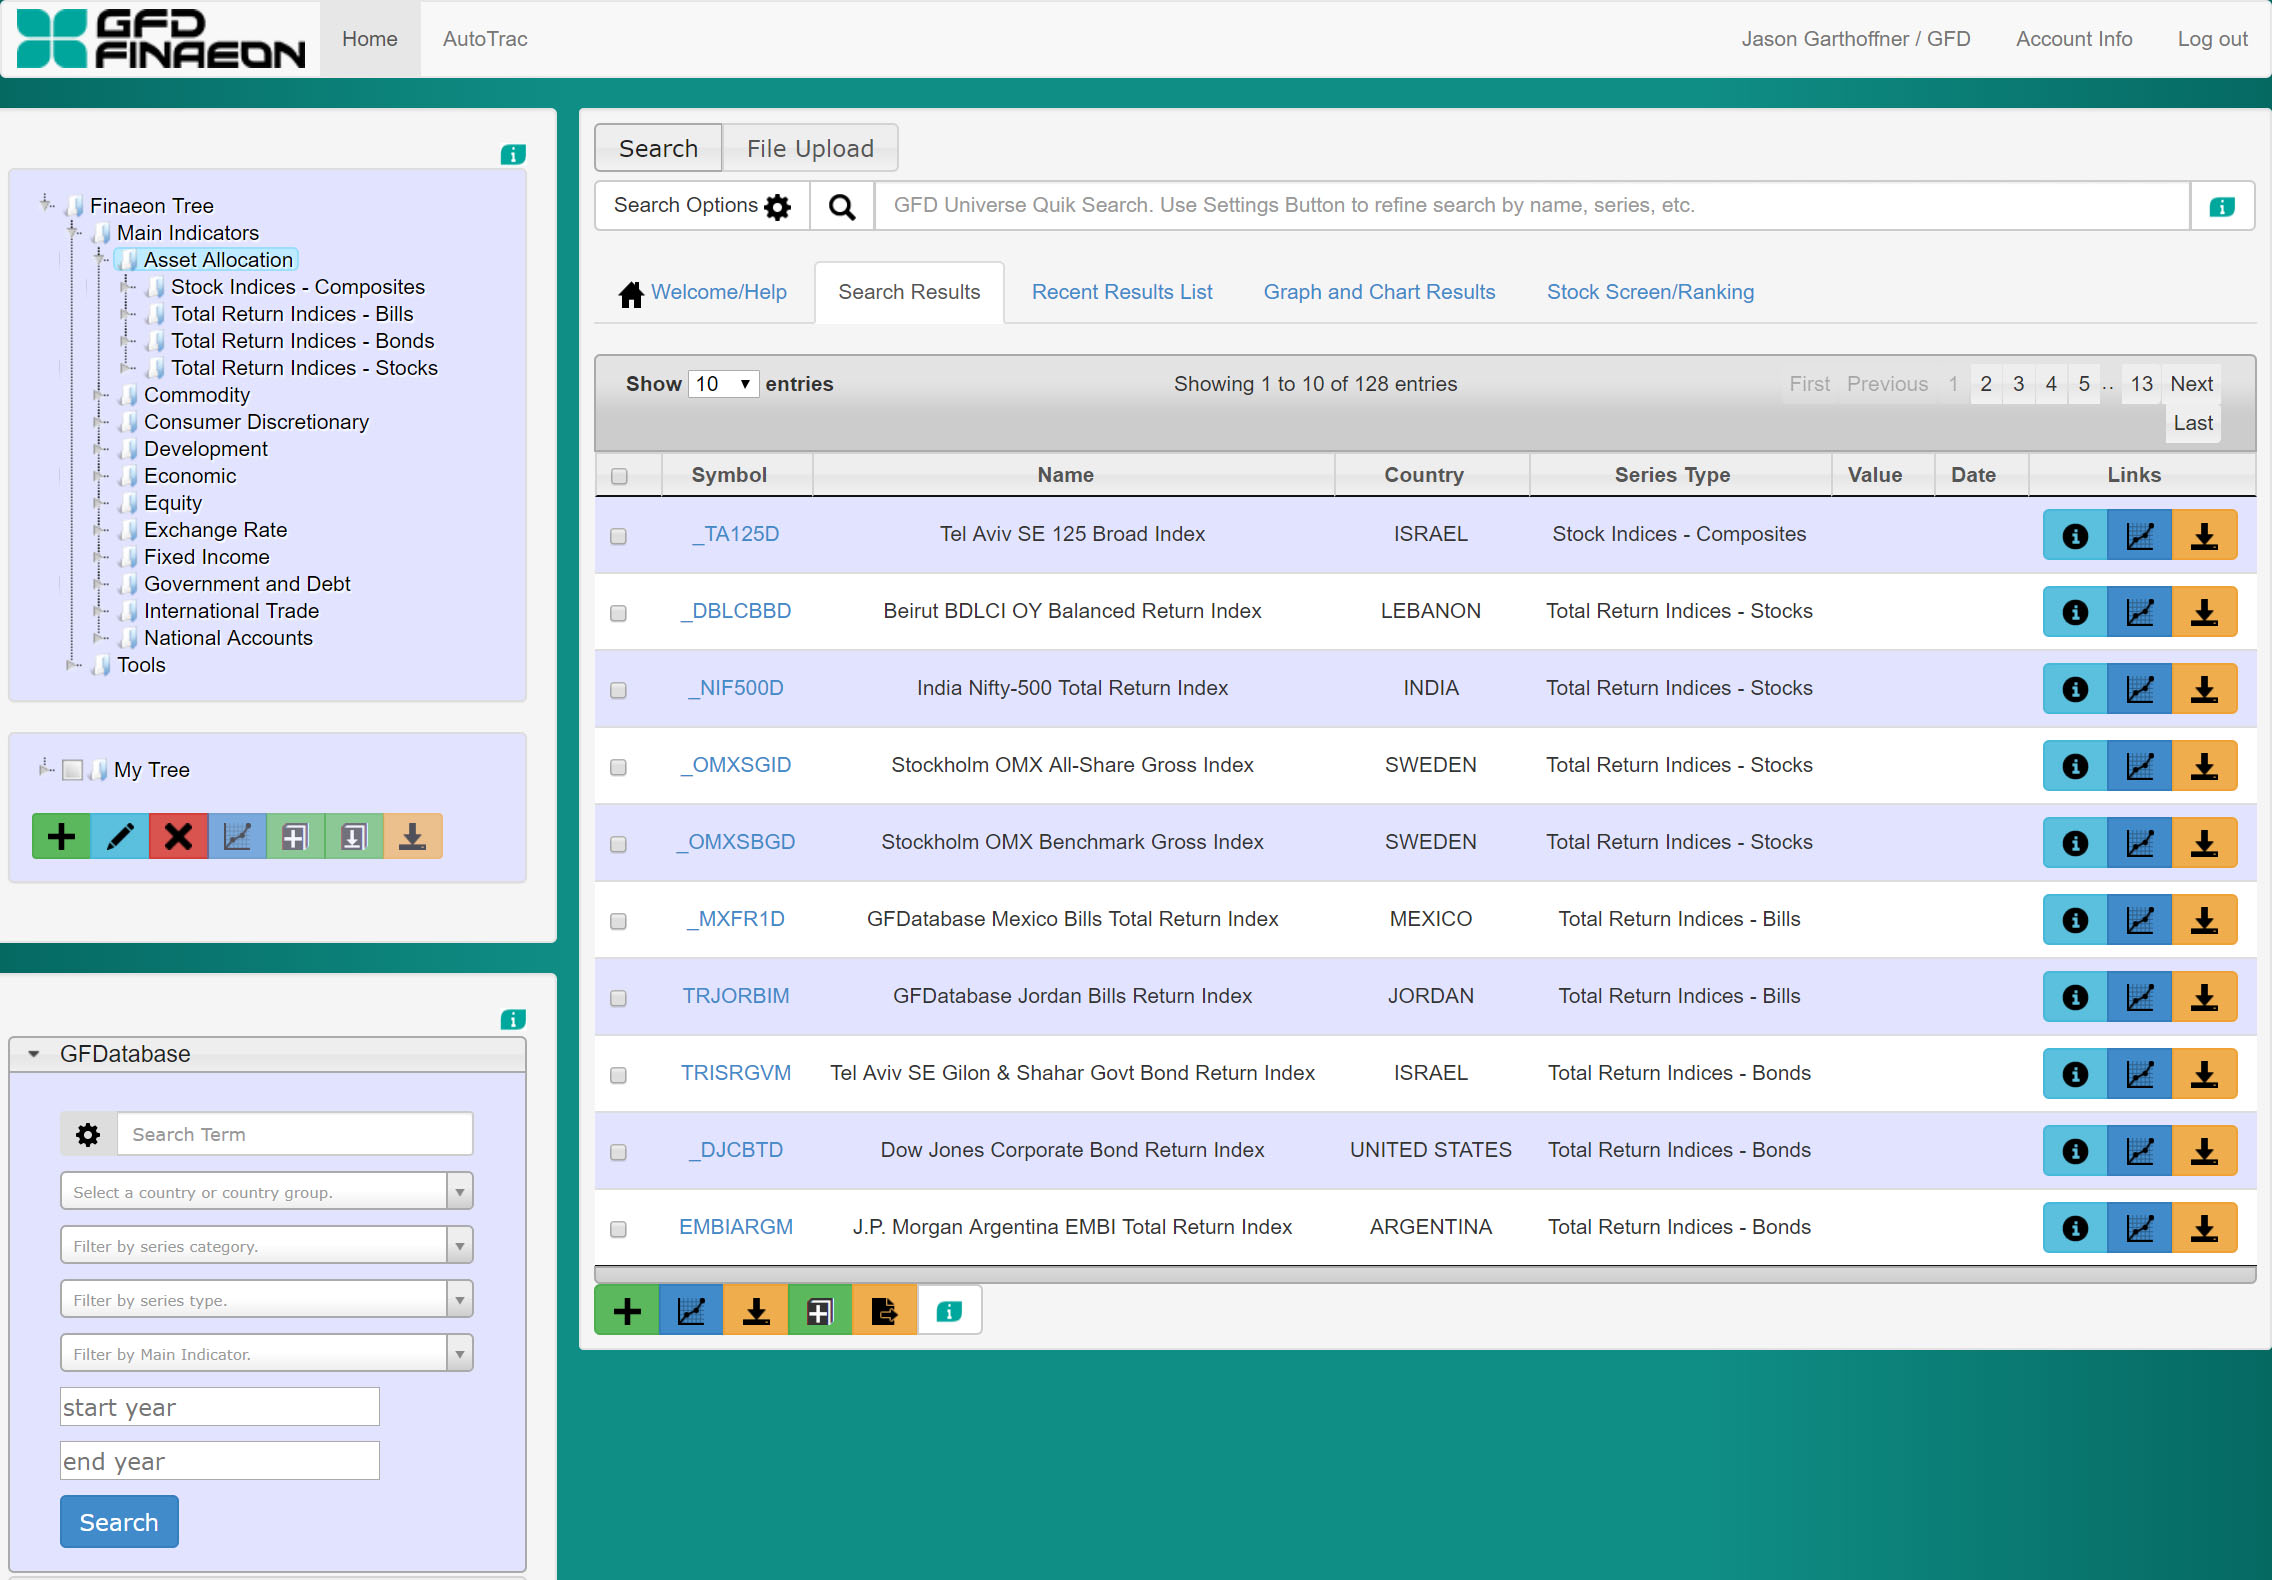 GFD
FINAEON
Home
AutoTrac
Jason Garthoffner / GFD
Account Info
Log out
Finaeon Tree
Main Indicators
Asset Allocation
Stock Indices - Composites
Total Return Indices - Bills
Total Return Indices - Bonds
Total Return Indices - Stocks
Commodity
Consumer Discretionary
Development
Economic
Equity
Exchange Rate
Fixed Income
Government and Debt
International Trade
National Accounts
Tools
My Tree
GFDatabase
Search Term
Select a country or country group.
Filter by series category.
Filter by series type.
Filter by Main Indicator.
start year
end year
Search
Search
File Upload
Search Options
GFD Universe Quik Search. Use Settings Button to refine search by name, series, etc.
Welcome/Help
Search Results
Recent Results List
Graph and Chart Results
Stock Screen/Ranking
Show 10 entries
Showing 1 to 10 of 128 entries
First Previous 1 2 3 4 5 .. 13 Next
Last
Symbol Name Country Series Type Value Date Links
_TA125D Tel Aviv SE 125 Broad Index ISRAEL Stock Indices - Composites
_DBLCBBD Beirut BDLCI OY Balanced Return Index LEBANON Total Return Indices - Stocks
_NIF500D India Nifty-500 Total Return Index INDIA Total Return Indices - Stocks
_OMXSGID Stockholm OMX All-Share Gross Index SWEDEN Total Return Indices - Stocks
_OMXSBGD Stockholm OMX Benchmark Gross Index SWEDEN Total Return Indices - Stocks
_MXFR1D GFDatabase Mexico Bills Total Return Index MEXICO Total Return Indices - Bills
TRJORBIM GFDatabase Jordan Bills Return Index JORDAN Total Return Indices - Bills
TRISRGVM Tel Aviv SE Gilon & Shahar Govt Bond Return Index ISRAEL Total Return Indices - Bonds
_DJCBTD Dow Jones Corporate Bond Return Index UNITED STATES Total Return Indices - Bonds
EMBIARGM J.P. Morgan Argentina EMBI Total Return Index ARGENTINA Total Return Indices - Bonds